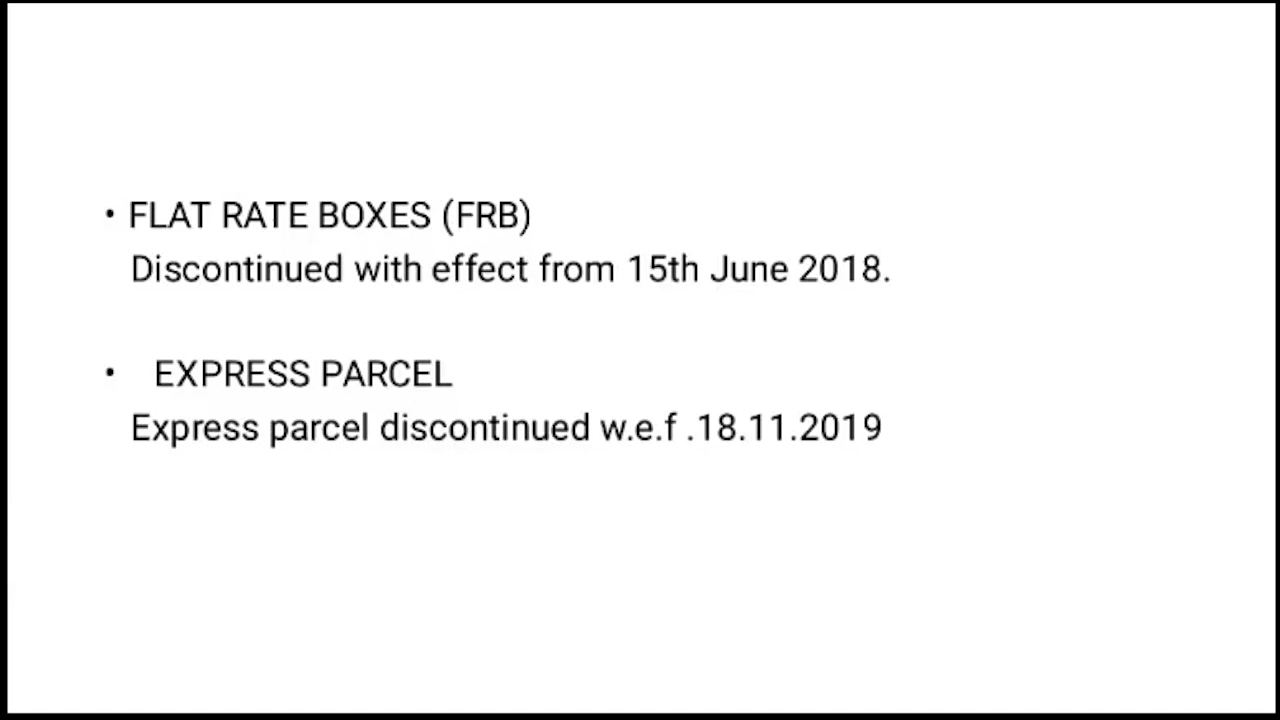 • FLAT RATE BOXES (FRB)
Discontinued with effect from 15th June 2018.
• EXPRESS PARCEL
Express parcel discontinued w.e.f .18.11.2019